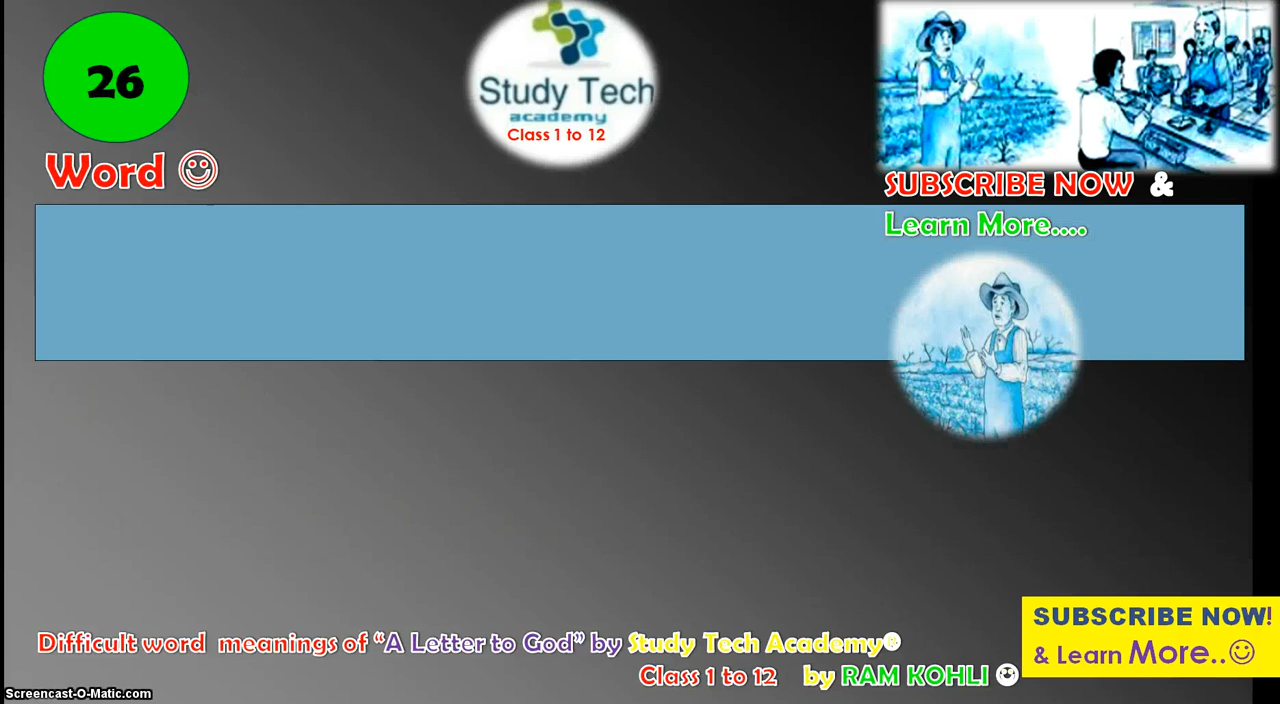 26
Word ☺
Study Tech
academy
Class 1 to 12
SUBSCRIBE NOW &
Learn More....
Difficult word meanings of “A Letter to God” by Study Tech Academy®
Class 1 to 12 by RAM KOHLI
SUBSCRIBE NOW!
& Learn More..☺
Screencast-O-Matic.com